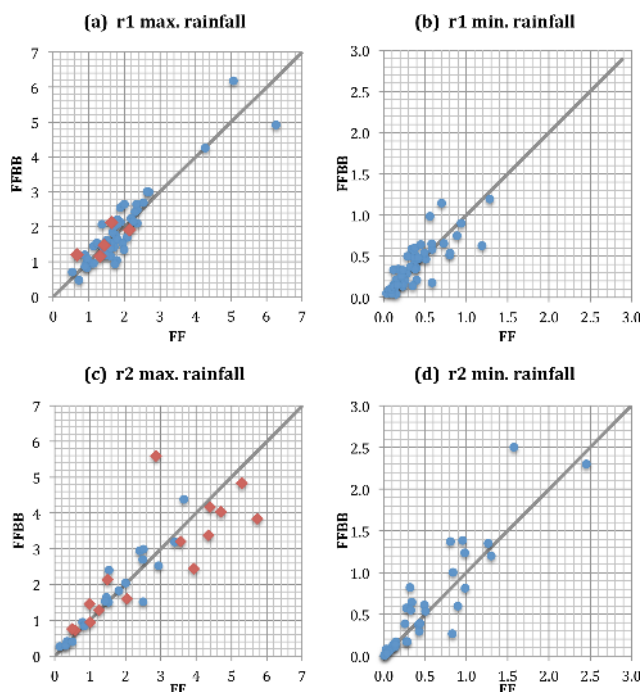 (a) r1 max. rainfall
(b) r1 min. rainfall
7
6
5
4
3
2
1
0
FFBB
0 1 2 3 4 5 6 7
FF
3.0
2.5
2.0
1.5
1.0
0.5
0.0
FFBB
0.0 0.5 1.0 1.5 2.0 2.5 3.0
FF
(c) r2 max. rainfall
(d) r2 min. rainfall
7
6
5
4
3
2
1
0
FFBB
0 1 2 3 4 5 6 7
FF
3.0
2.5
2.0
1.5
1.0
0.5
0.0
FFBB
0.0 0.5 1.0 1.5 2.0 2.5 3.0
FF